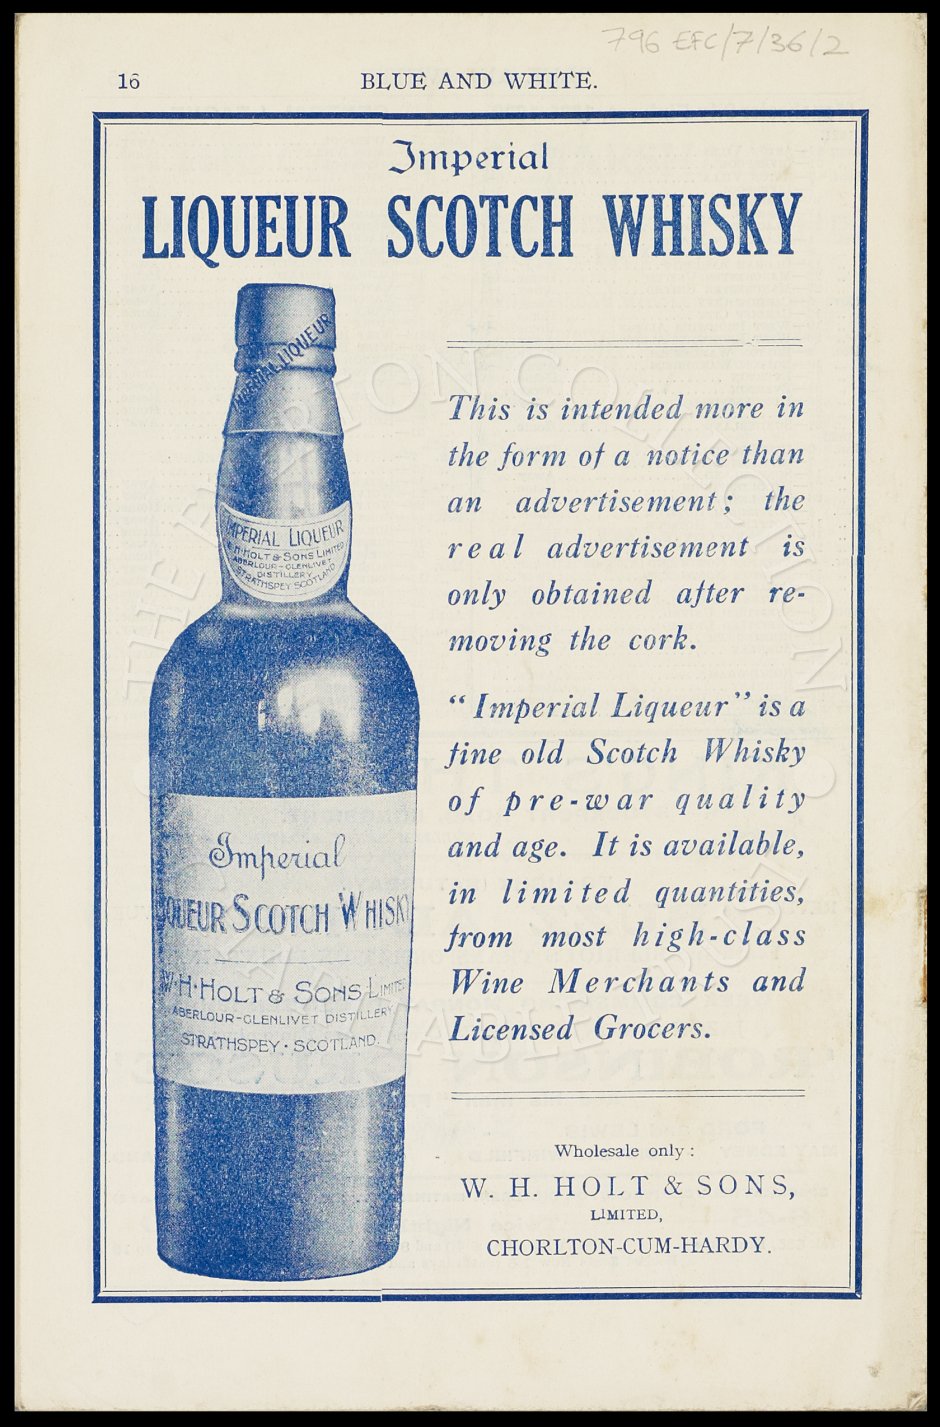 796 EFC/7/36/2
16
BLUE AND WHITE.
Imperial
LIQUEUR SCOTCH WHISKY
IMPERIAL LIQUEUR
IMPERIAL LIQUEUR
W·H·HOLT & SONS LIMITED
ABERLOUR-GLENLIVET
DISTILLERY
STRATHSPEY SCOTLAND
Imperial
LIQUEUR SCOTCH WHISKY
W·H·HOLT & SONS LIMITED
ABERLOUR-GLENLIVET DISTILLERY
STRATHSPEY · SCOTLAND.
This is intended more in
the form of a notice than
an advertisement; the
real advertisement is
only obtained after re-
moving the cork.
“Imperial Liqueur” is a
fine old Scotch Whisky
of pre-war quality
and age. It is available,
in limited quantities,
from most high-class
Wine Merchants and
Licensed Grocers.
Wholesale only:
W. H. HOLT & SONS,
LIMITED,
CHORLTON-CUM-HARDY.
THE EVERTON COLLECTION
CHARITABLE TRUST